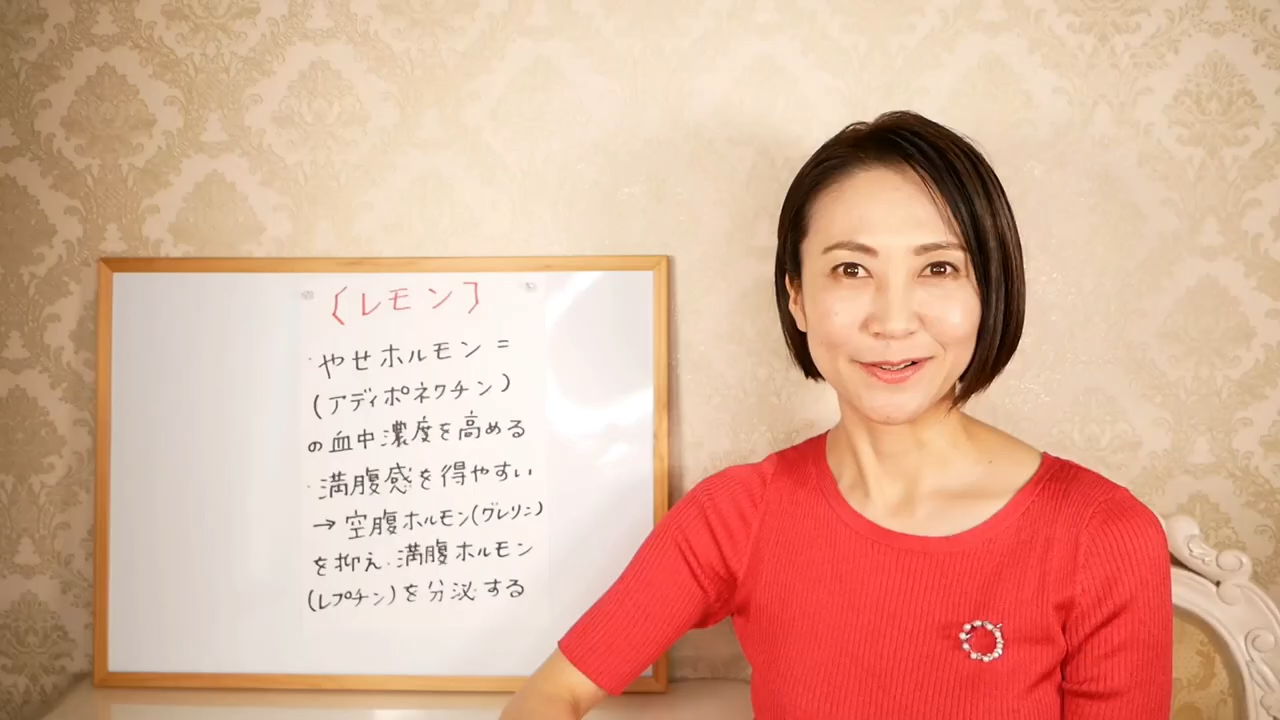 〔レモン〕
・やせホルモン=
(アディポネクチン)
の血中濃度を高める
・満腹感を得やすい
→空腹ホルモン(グレリン)
を抑え、満腹ホルモン
(レプチン)を分泌する